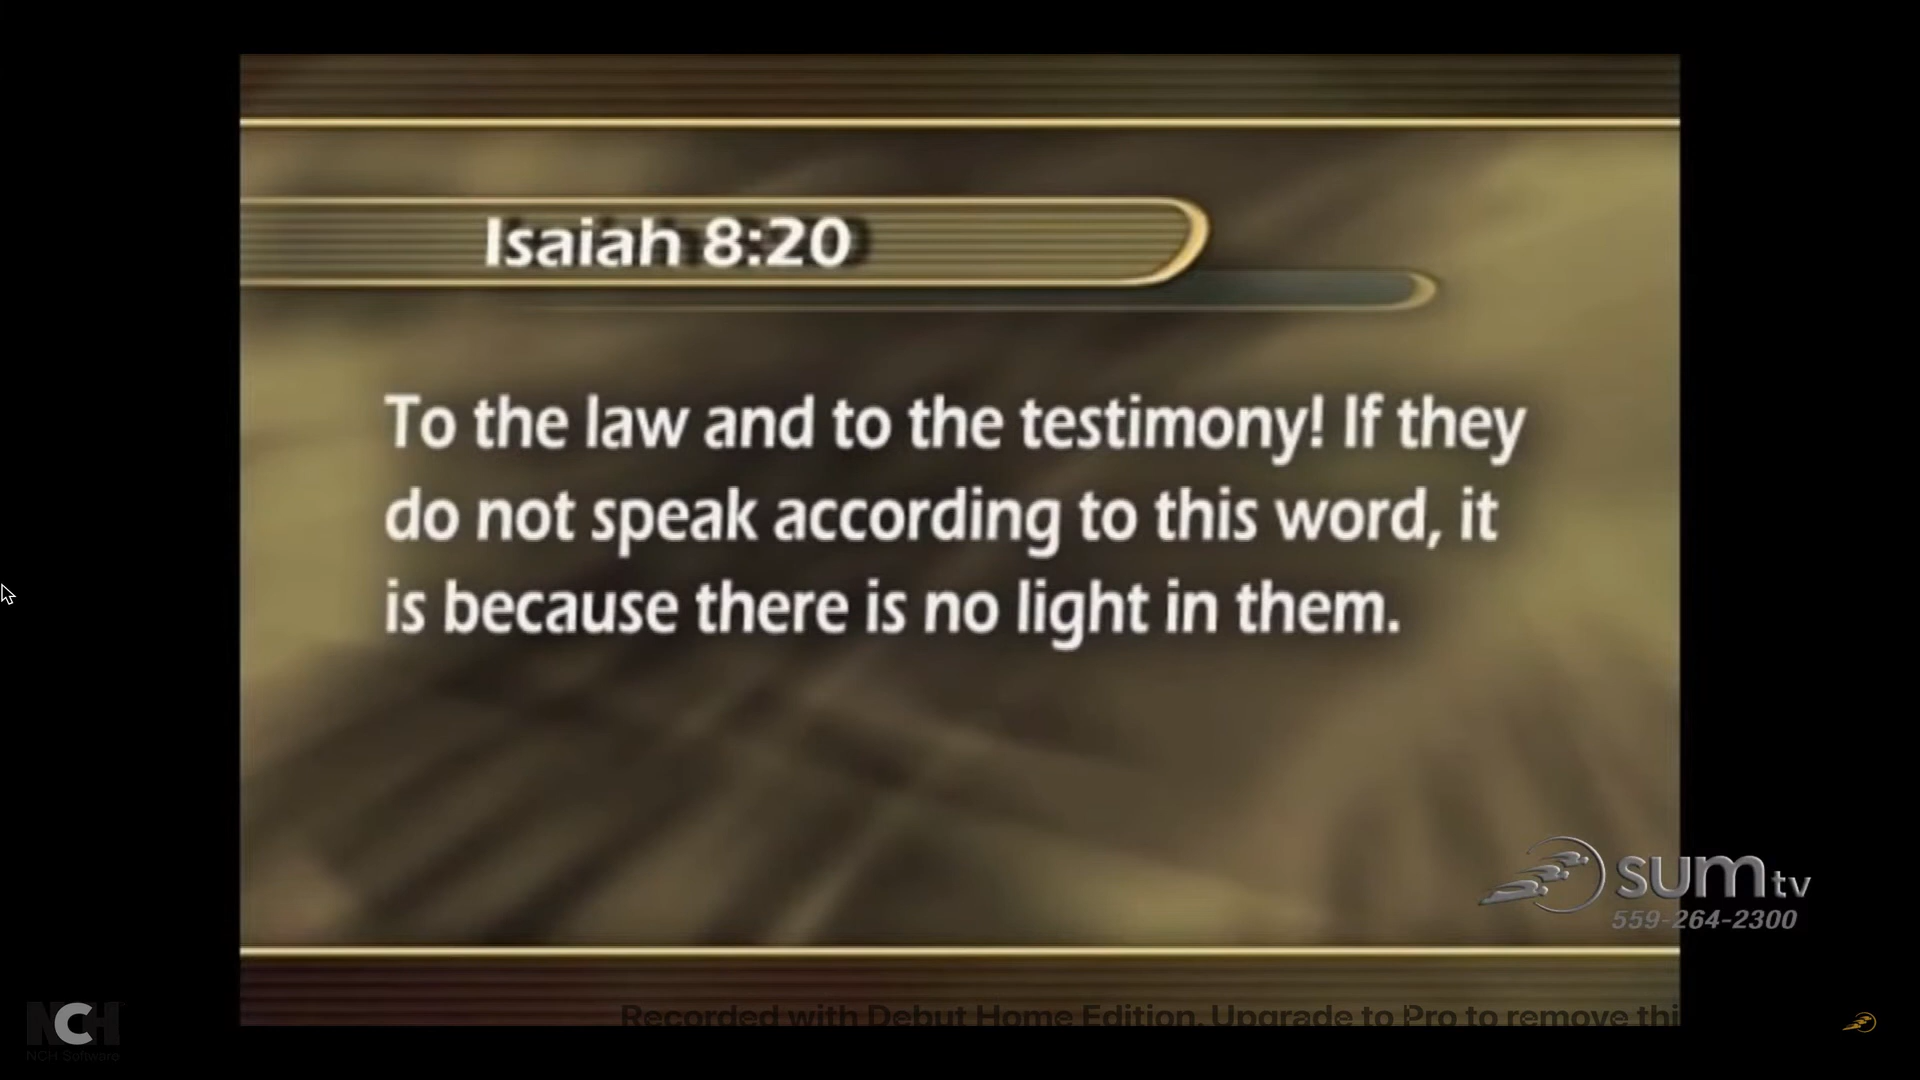 Isaiah 8:20
To the law and to the testimony! If they
do not speak according to this word, it
is because there is no light in them.
sumtv
559-264-2300
Recorded with Debut Home Edition. Upgrade to Pro to remove thi
NCH
NCH Software